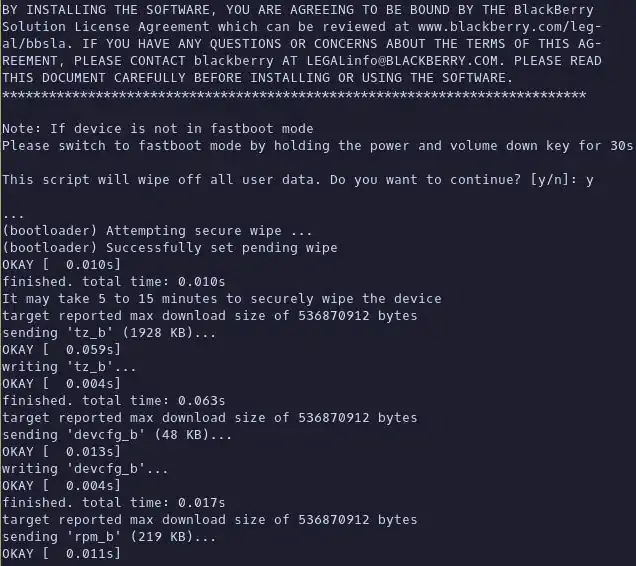 BY INSTALLING THE SOFTWARE, YOU ARE AGREEING TO BE BOUND BY THE BlackBerry
Solution License Agreement which can be reviewed at www.blackberry.com/leg-
al/bbsla. IF YOU HAVE ANY QUESTIONS OR CONCERNS ABOUT THE TERMS OF THIS AG-
REEMENT, PLEASE CONTACT blackberry AT LEGALinfo@BLACKBERRY.COM. PLEASE READ
THIS DOCUMENT CAREFULLY BEFORE INSTALLING OR USING THE SOFTWARE.
***************************************************************************
Note: If device is not in fastboot mode
Please switch to fastboot mode by holding the power and volume down key for 30s
This script will wipe off all user data. Do you want to continue? [y/n]: y
...
(bootloader) Attempting secure wipe ...
(bootloader) Successfully set pending wipe
OKAY [  0.010s]
finished. total time: 0.010s
It may take 5 to 15 minutes to securely wipe the device
target reported max download size of 536870912 bytes
sending 'tz_b' (1928 KB)...
OKAY [  0.059s]
writing 'tz_b'...
OKAY [  0.004s]
finished. total time: 0.063s
target reported max download size of 536870912 bytes
sending 'devcfg_b' (48 KB)...
OKAY [  0.013s]
writing 'devcfg_b'...
OKAY [  0.004s]
finished. total time: 0.017s
target reported max download size of 536870912 bytes
sending 'rpm_b' (219 KB)...
OKAY [  0.011s]